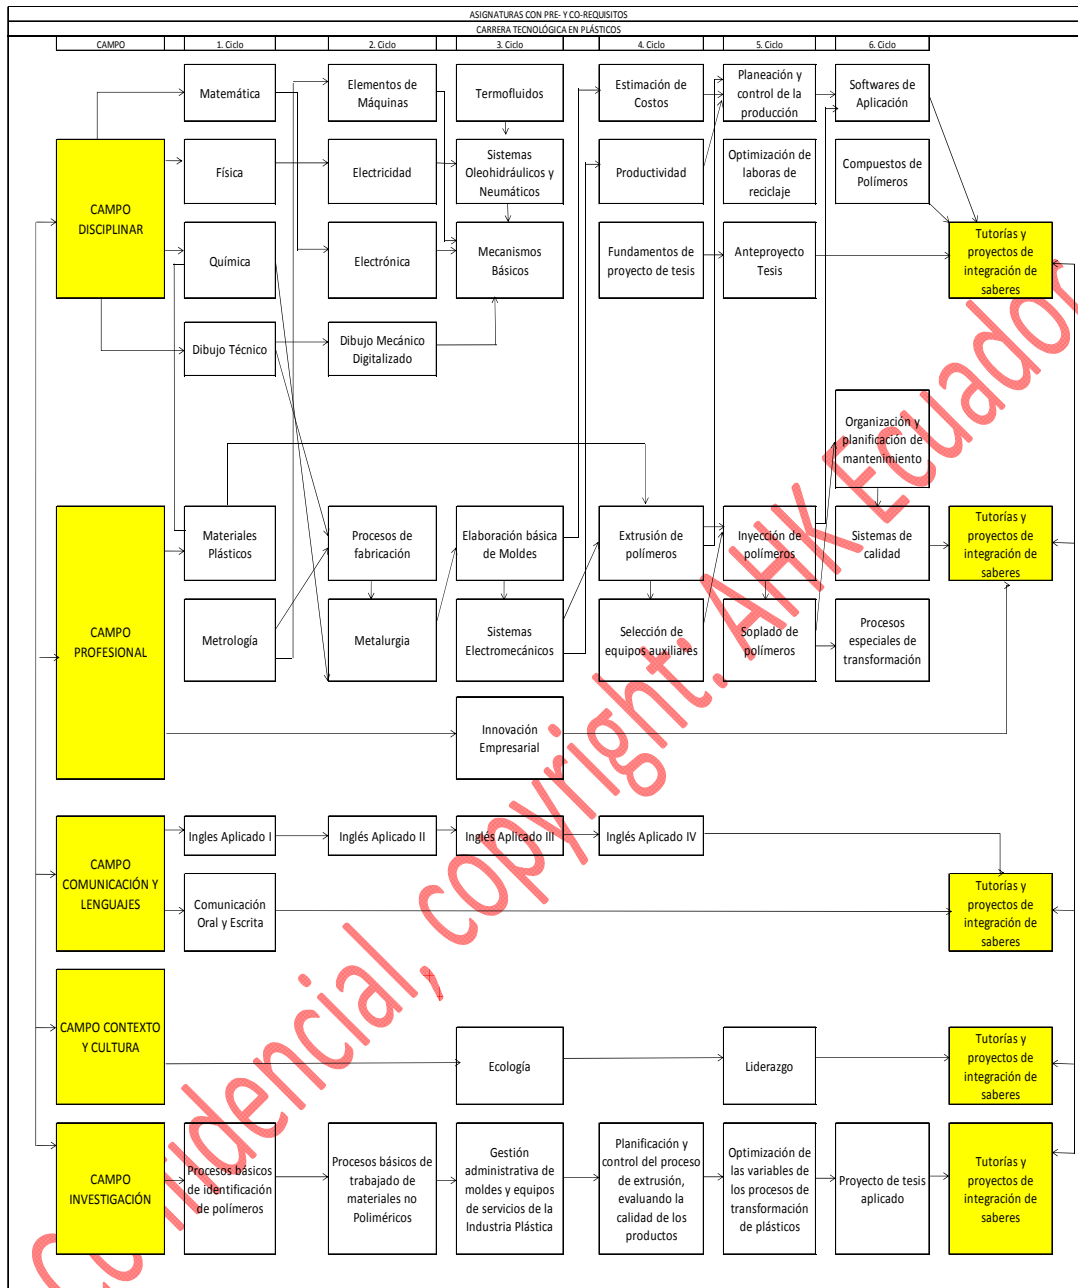 ASIGNATURAS CON PRE- Y CO-REQUISITOS
CARRERA TECNOLÓGICA EN PLÁSTICOS
CAMPO
1. Ciclo
2. Ciclo
3. Ciclo
4. Ciclo
5. Ciclo
6. Ciclo
CAMPO
DISCIPLINAR
Matemática
Elementos de
Máquinas
Termofluidos
Estimación de
Costos
Planeación y
control de la
producción
Softwares de
Aplicación
Física
Electricidad
Sistemas
Oleohidráulicos y
Neumáticos
Productividad
Optimización de
laboras de
reciclaje
Compuestos de
Polímeros
Química
Electrónica
Mecanismos
Básicos
Fundamentos de
proyecto de tesis
Anteproyecto
Tesis
Tutorías y
proyectos de
integración de
saberes
Dibujo Técnico
Dibujo Mecánico
Digitalizado
Organización y
planificación de
mantenimiento
CAMPO
PROFESIONAL
Materiales
Plásticos
Procesos de
fabricación
Elaboración básica
de Moldes
Extrusión de
polímeros
Inyección de
polímeros
Sistemas de
calidad
Tutorías y
proyectos de
integración de
saberes
Metrología
Metalurgia
Sistemas
Electromecánicos
Selección de
equipos auxiliares
Soplado de
polímeros
Procesos
especiales de
transformación
Innovación
Empresarial
CAMPO
COMUNICACIÓN Y
LENGUAJES
Ingles Aplicado I
Inglés Aplicado II
Inglés Aplicado III
Inglés Aplicado IV
Comunicación
Oral y Escrita
Tutorías y
proyectos de
integración de
saberes
CAMPO CONTEXTO
Y CULTURA
Ecología
Liderazgo
Tutorías y
proyectos de
integración de
saberes
CAMPO
INVESTIGACIÓN
Procesos básicos
de identificación
de polímeros
Procesos básicos de
trabajado de
materiales no
Poliméricos
Gestión
administrativa de
moldes y equipos
de servicios de la
Industria Plástica
Planificación y
control del proceso
de extrusión,
evaluando la
calidad de los
productos
Optimización de
las variables de
los procesos de
transformación
de plásticos
Proyecto de tesis
aplicado
Tutorías y
proyectos de
integración de
saberes
Confidencial, copyright: AHK Ecuador